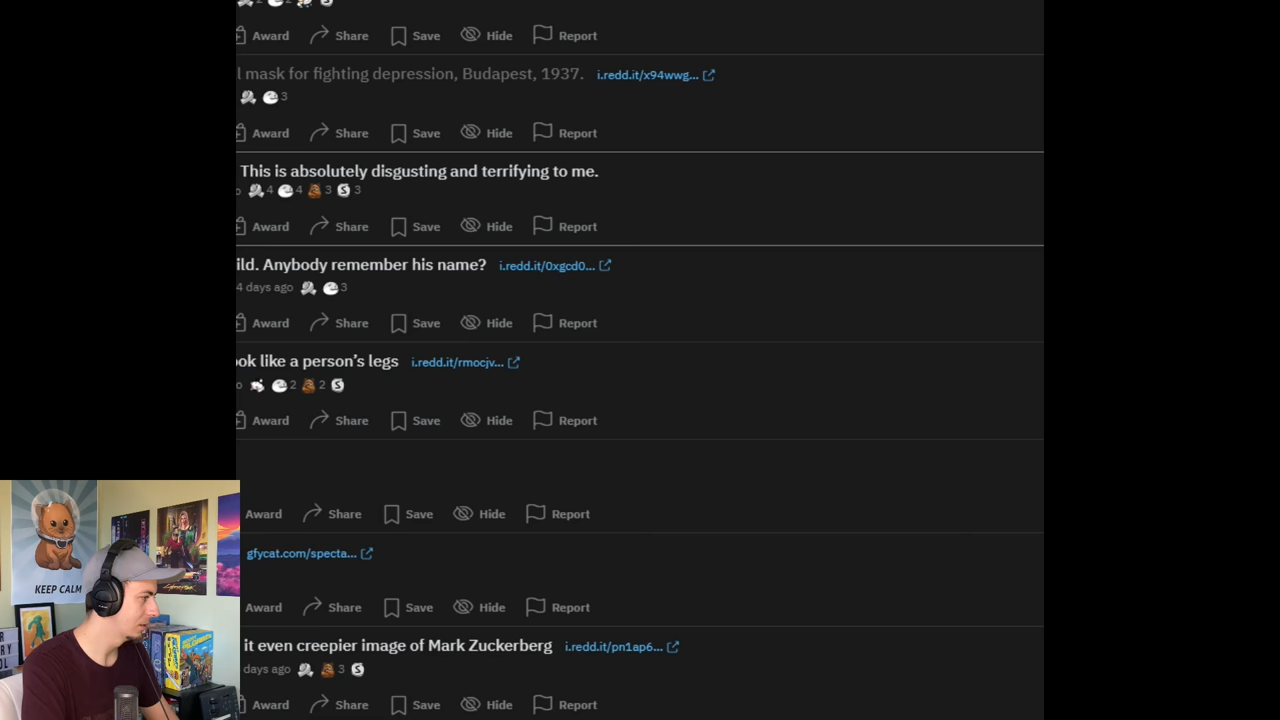 Award Share Save Hide Report
l mask for fighting depression, Budapest, 1937. i.redd.it/x94wwg...
3
Award Share Save Hide Report
This is absolutely disgusting and terrifying to me.
4 4 3 3
Award Share Save Hide Report
ild. Anybody remember his name? i.redd.it/0xgcd0...
4 days ago 3
Award Share Save Hide Report
ok like a person's legs i.redd.it/rmocjv...
o 2 2
Award Share Save Hide Report
Award Share Save Hide Report
gfycat.com/specta...
Award Share Save Hide Report
it even creepier image of Mark Zuckerberg i.redd.it/pn1ap6...
days ago 3
Award Share Save Hide Report
KEEP CALM